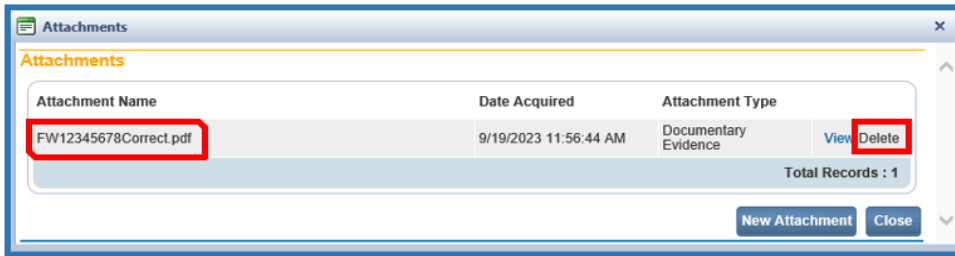 Attachments
Attachments
Attachment Name Date Acquired Attachment Type
FW12345678Correct.pdf 9/19/2023 11:56:44 AM Documentary Evidence View Delete
Total Records : 1
New Attachment Close